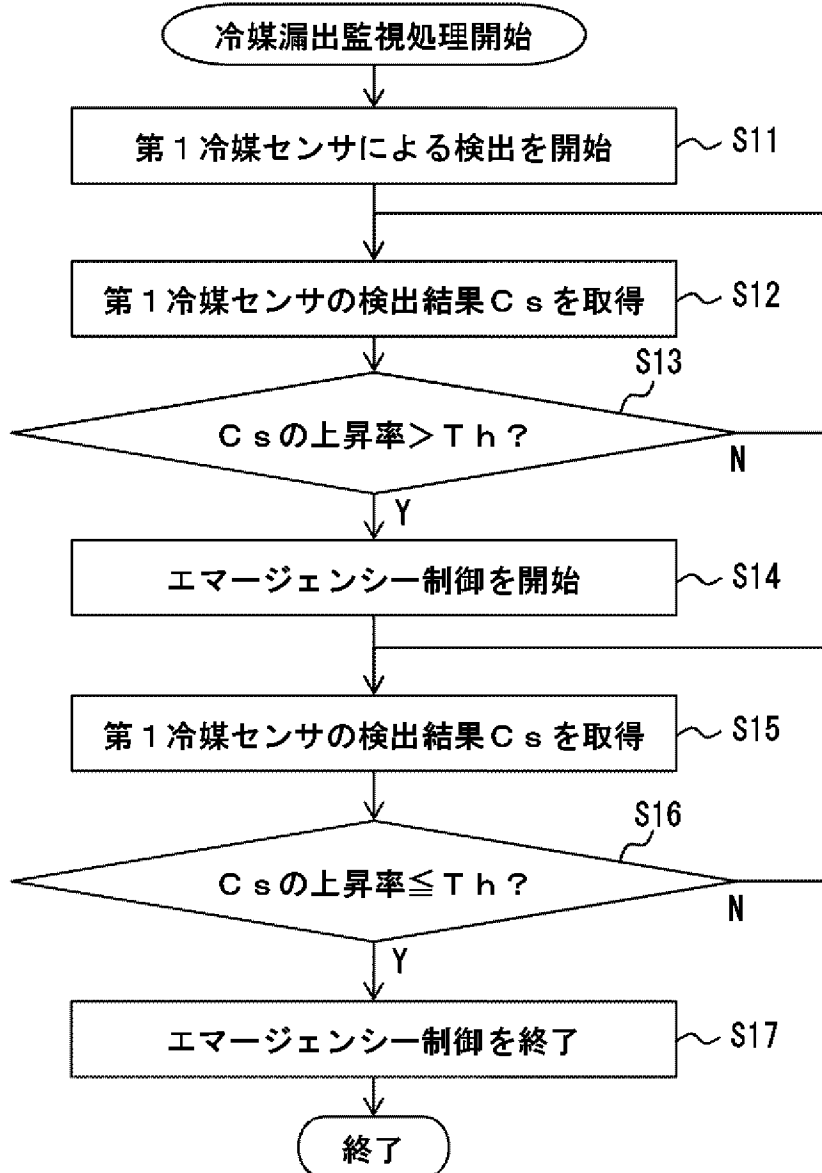 冷媒漏出監視処理開始
第１冷媒センサによる検出を開始
S11
第１冷媒センサの検出結果Ｃｓを取得
S12
S13
Ｃｓの上昇率＞Ｔｈ？
N
Y
エマージェンシー制御を開始
S14
第１冷媒センサの検出結果Ｃｓを取得
S15
S16
Ｃｓの上昇率≦Ｔｈ？
N
Y
エマージェンシー制御を終了
S17
終了